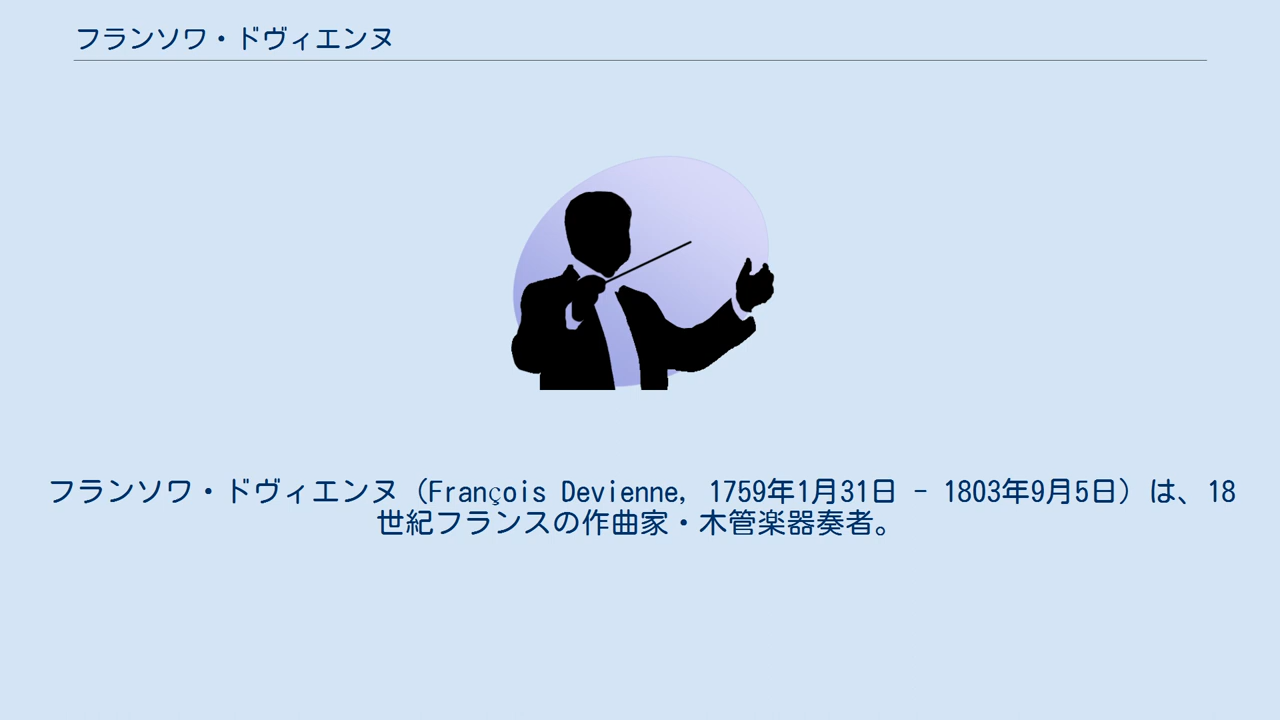 フランソワ・ドヴィエンヌ
フランソワ・ドヴィエンヌ（François Devienne, 1759年1月31日 - 1803年9月5日）は、18
世紀フランスの作曲家・木管楽器奏者。